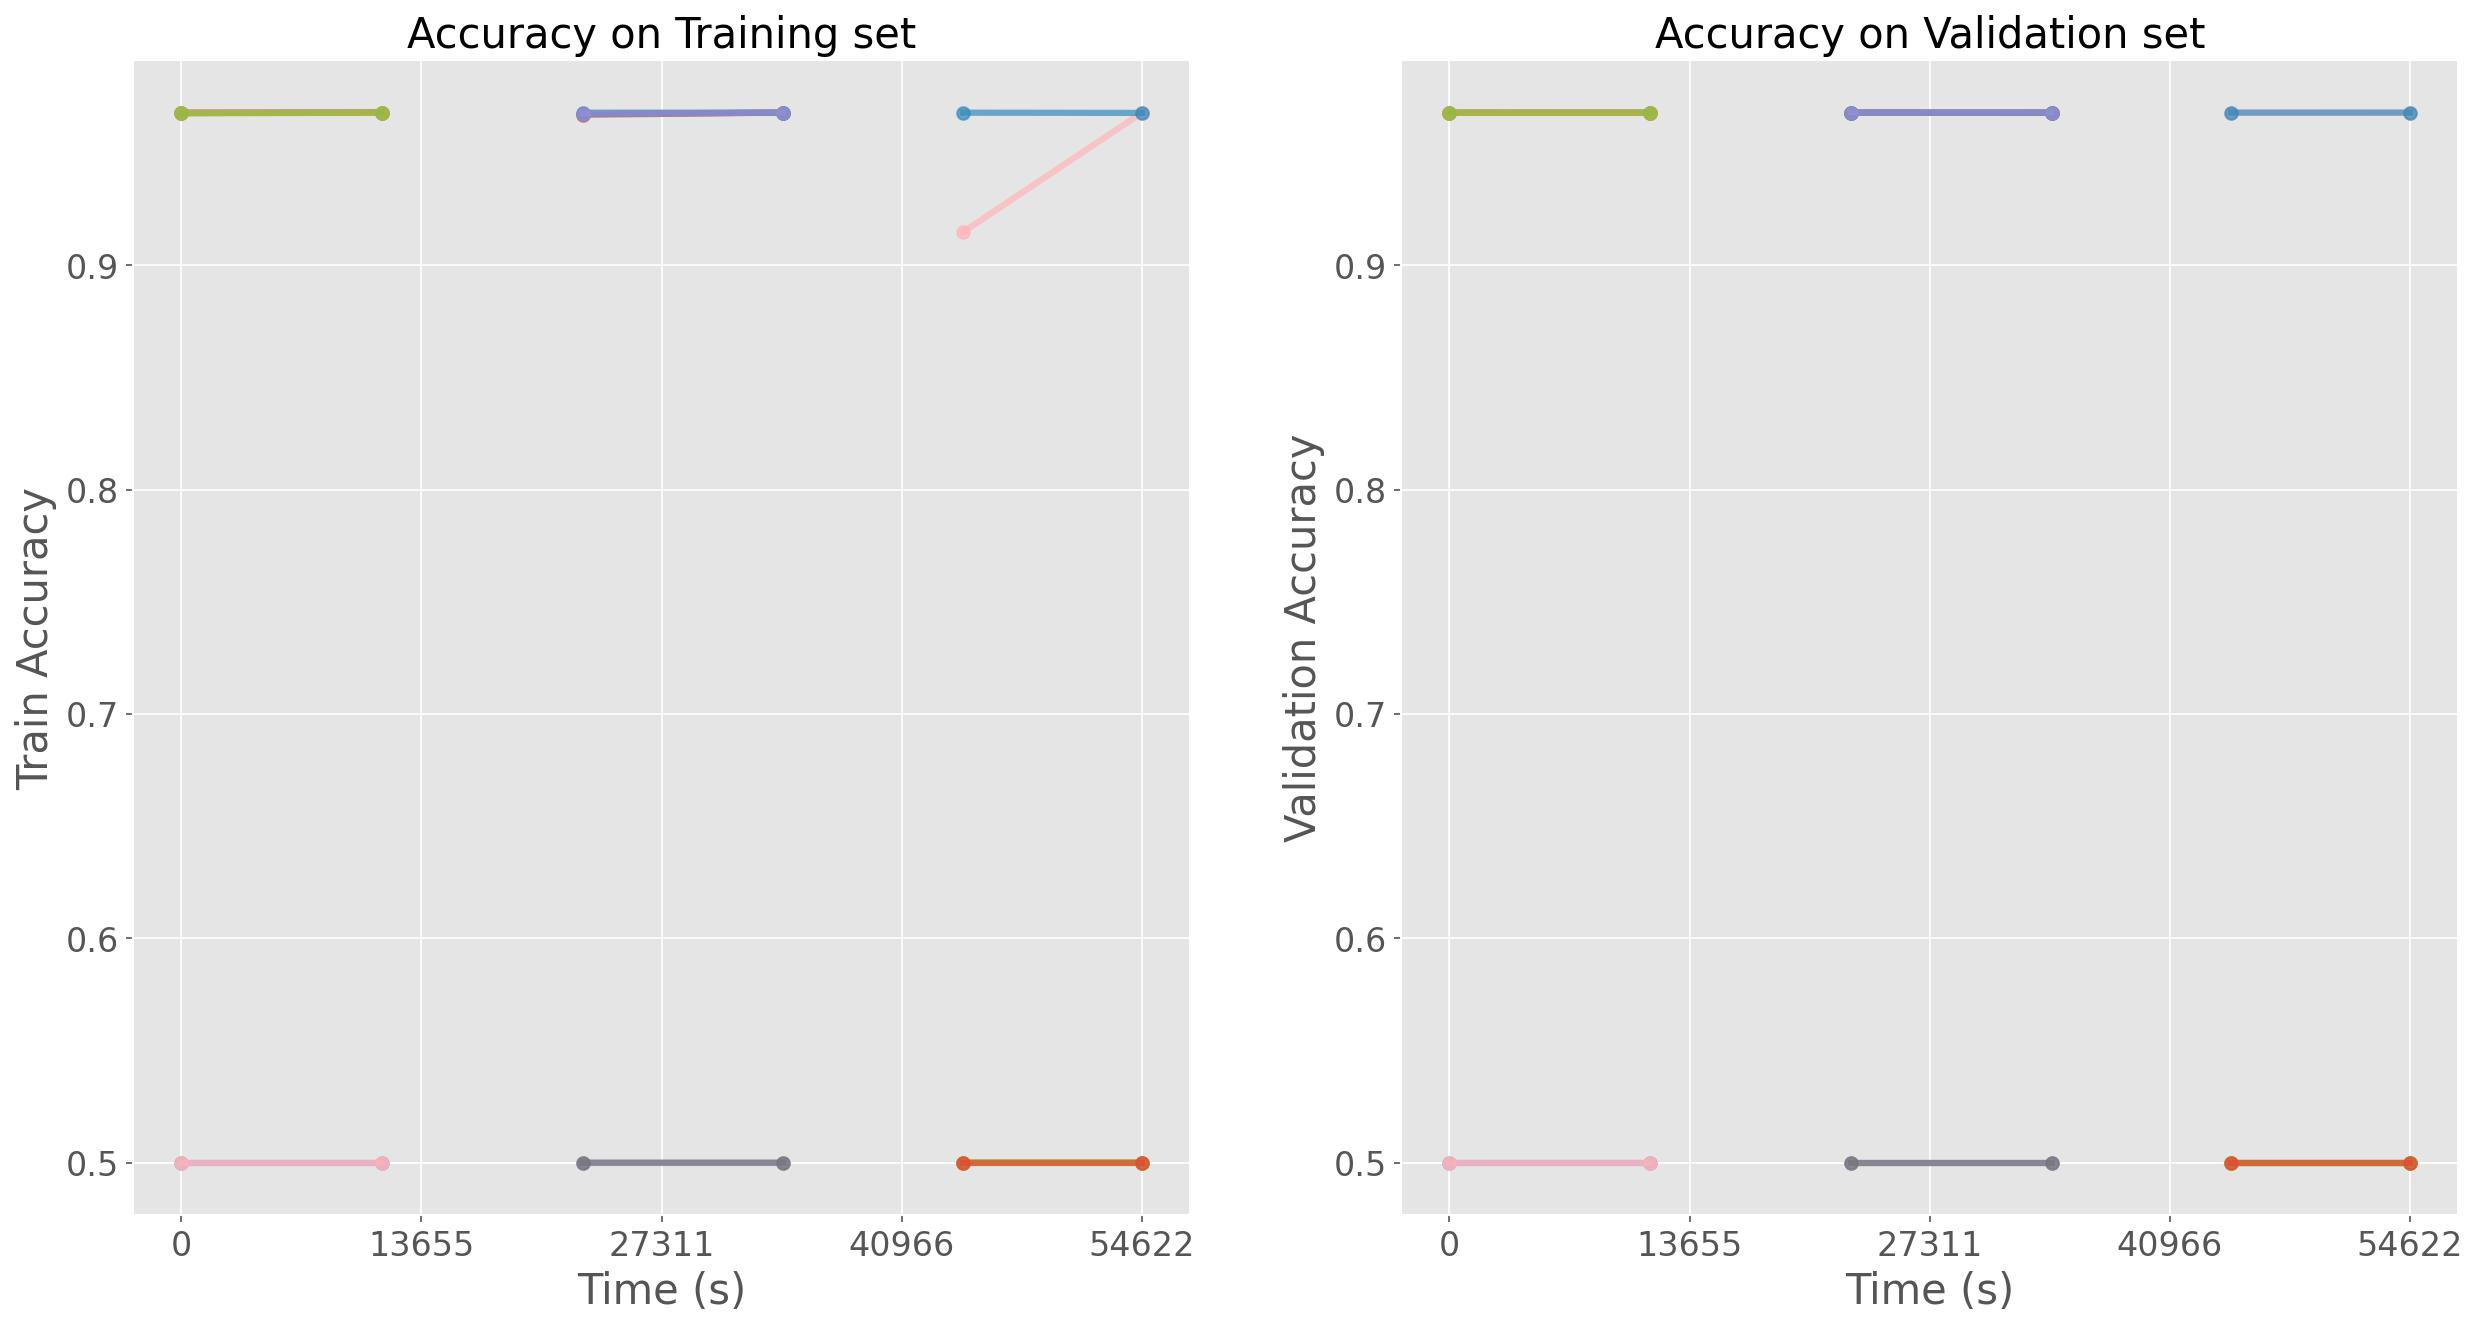 Accuracy on Training set
Train Accuracy
0.9
0.8
0.7
0.6
0.5
0 13655 27311 40966 54622
Time (s)
Accuracy on Validation set
Validation Accuracy
0.9
0.8
0.7
0.6
0.5
0 13655 27311 40966 54622
Time (s)